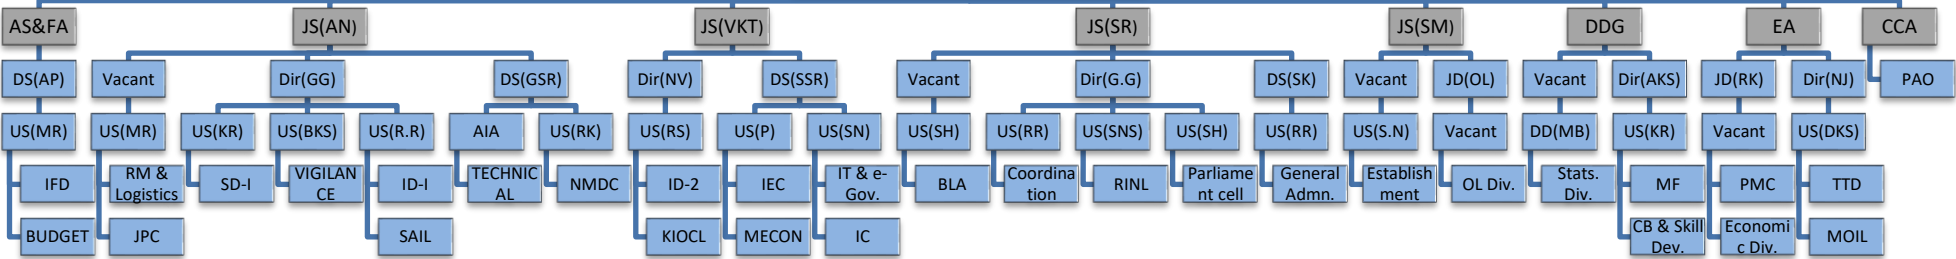 AS&FA
JS(AN)
JS(VKT)
JS(SR)
JS(SM)
DDG
EA
CCA
DS(AP)
Vacant
Dir(GG)
DS(GSR)
Dir(NV)
DS(SSR)
Vacant
Dir(G.G)
DS(SK)
Vacant
JD(OL)
Vacant
Dir(AKS)
JD(RK)
Dir(NJ)
PAO
US(MR)
US(MR)
US(KR)
US(BKS)
US(R.R)
AIA
US(RK)
US(RS)
US(P)
US(SN)
US(SH)
US(RR)
US(SNS)
US(SH)
US(RR)
US(S.N)
Vacant
DD(MB)
US(KR)
Vacant
US(DKS)
IFD
RM &
Logistics
SD-I
VIGILAN
CE
ID-I
TECHNIC
AL
NMDC
ID-2
IEC
IT & e-
Gov.
BLA
Coordina
tion
RINL
Parliame
nt cell
General
Admn.
Establish
ment
OL Div.
Stats.
Div.
MF
PMC
TTD
BUDGET
JPC
SAIL
KIOCL
MECON
IC
CB & Skill
Dev.
Economi
c Div.
MOIL